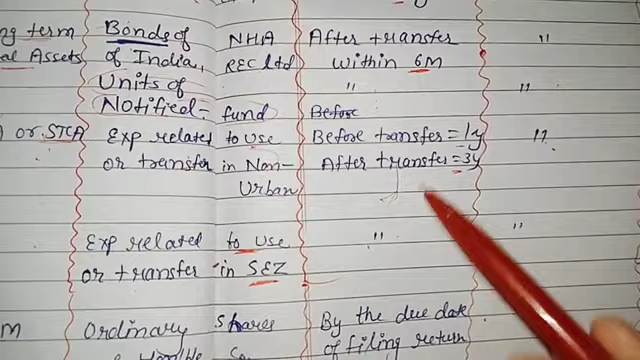 ng term Bonds of NHA After transfer "
al Assets of India, REC ltd within 6M
Units of " "
Notified- fund Before
) or STCA Exp related to use Before transfer = 1y "
or transfer in Non- After transfer = 3y
Urban
Exp related to use " "
or transfer in SEZ
M Ordinary Shares By the due date
of filing return